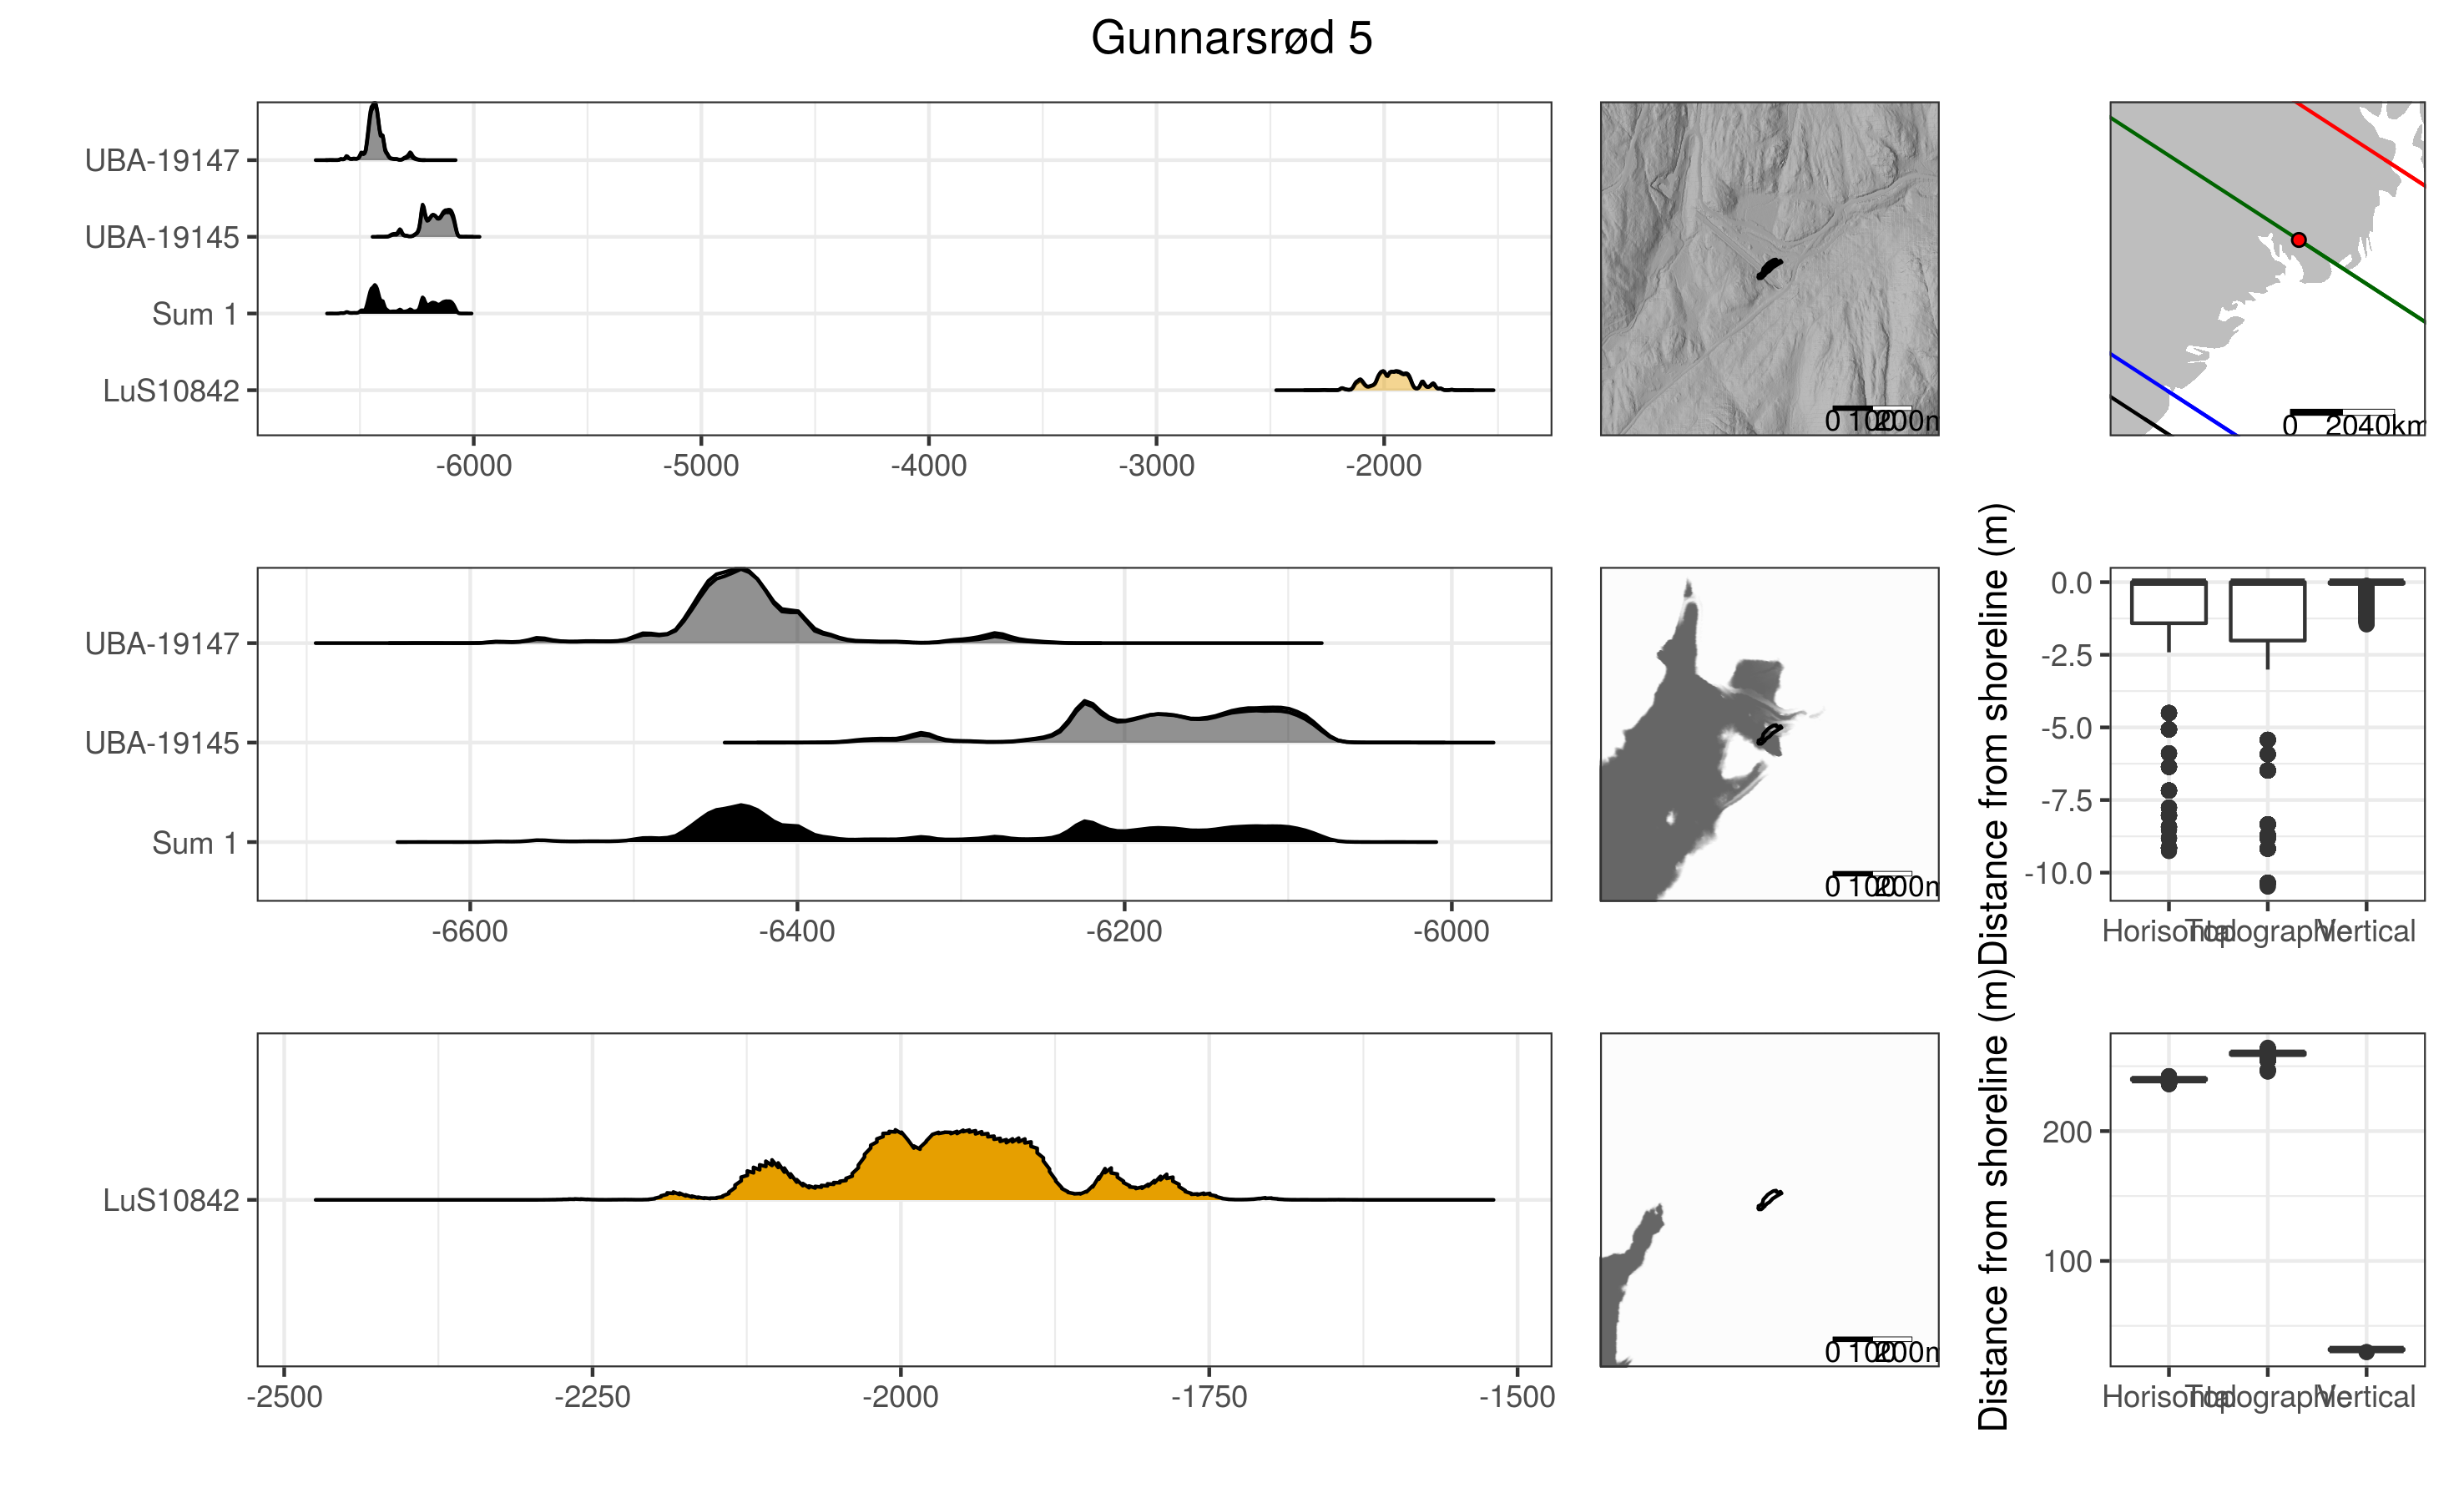 Gunnarsrød 5
UBA-19147
UBA-19145
Sum 1
LuS10842
-6000 -5000 -4000 -3000 -2000
0 100 200m
0 20 40km
UBA-19147
UBA-19145
Sum 1
-6600 -6400 -6200 -6000
0 100 200m
Distance from shoreline (m)
0.0
-2.5
-5.0
-7.5
-10.0
Horisontal Topographic Vertical
LuS10842
-2500 -2250 -2000 -1750 -1500
0 100 200m
Distance from shoreline (m)
200
100
Horisontal Topographic Vertical